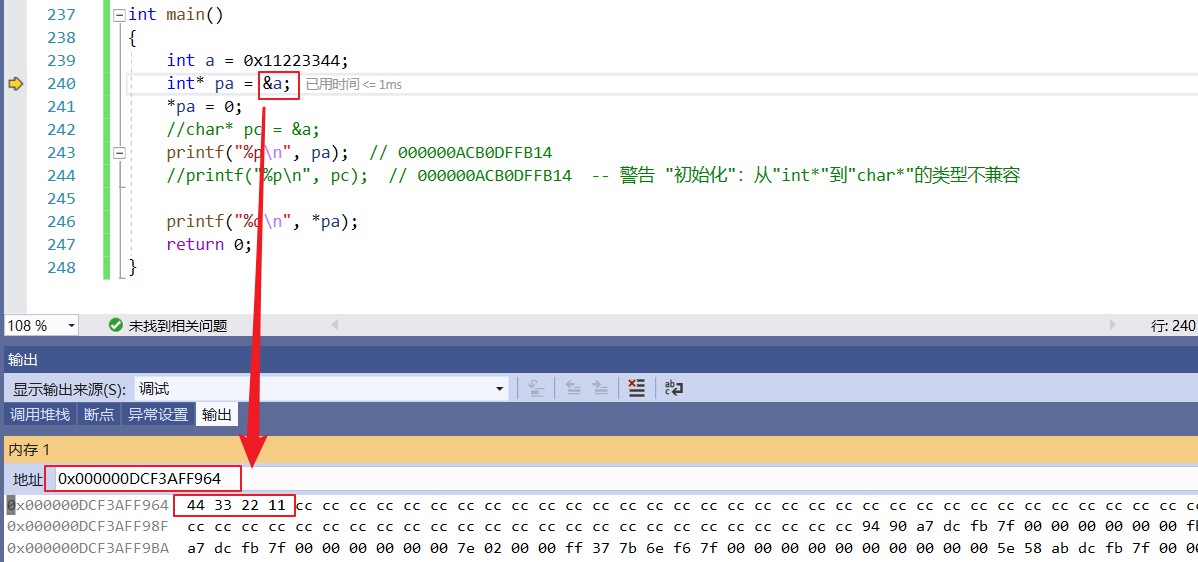 237 int main()
238 {
239 int a = 0x11223344;
240 int* pa = &a; 已用时间 <= 1ms
241 *pa = 0;
242 //char* pc = &a;
243 printf("%p\n", pa); // 000000ACB0DFFB14
244 //printf("%p\n", pc); // 000000ACB0DFFB14 -- 警告 "初始化": 从"int*"到"char*"的类型不兼容
245
246 printf("%d\n", *pa);
247 return 0;
248 }
108 % 未找到相关问题 行: 240
输出
显示输出来源(S): 调试
调用堆栈 断点 异常设置 输出
内存 1
地址: 0x000000DCF3AFF964
0x000000DCF3AFF964 44 33 22 11 cc cc cc cc cc cc cc cc cc cc cc cc cc cc cc cc cc cc cc cc cc cc cc cc cc cc cc cc cc cc cc cc cc
0x000000DCF3AFF98F cc cc cc cc cc cc cc cc cc cc cc cc cc cc cc cc cc cc cc cc cc cc cc cc cc 94 90 a7 dc fb 7f 00 00 00 00 00 00 fb
0x000000DCF3AFF9BA a7 dc fb 7f 00 00 00 00 00 00 7e 02 00 00 ff 37 7b 6e f6 7f 00 00 00 00 00 00 00 00 00 00 5e 58 ab dc fb 7f 00 00